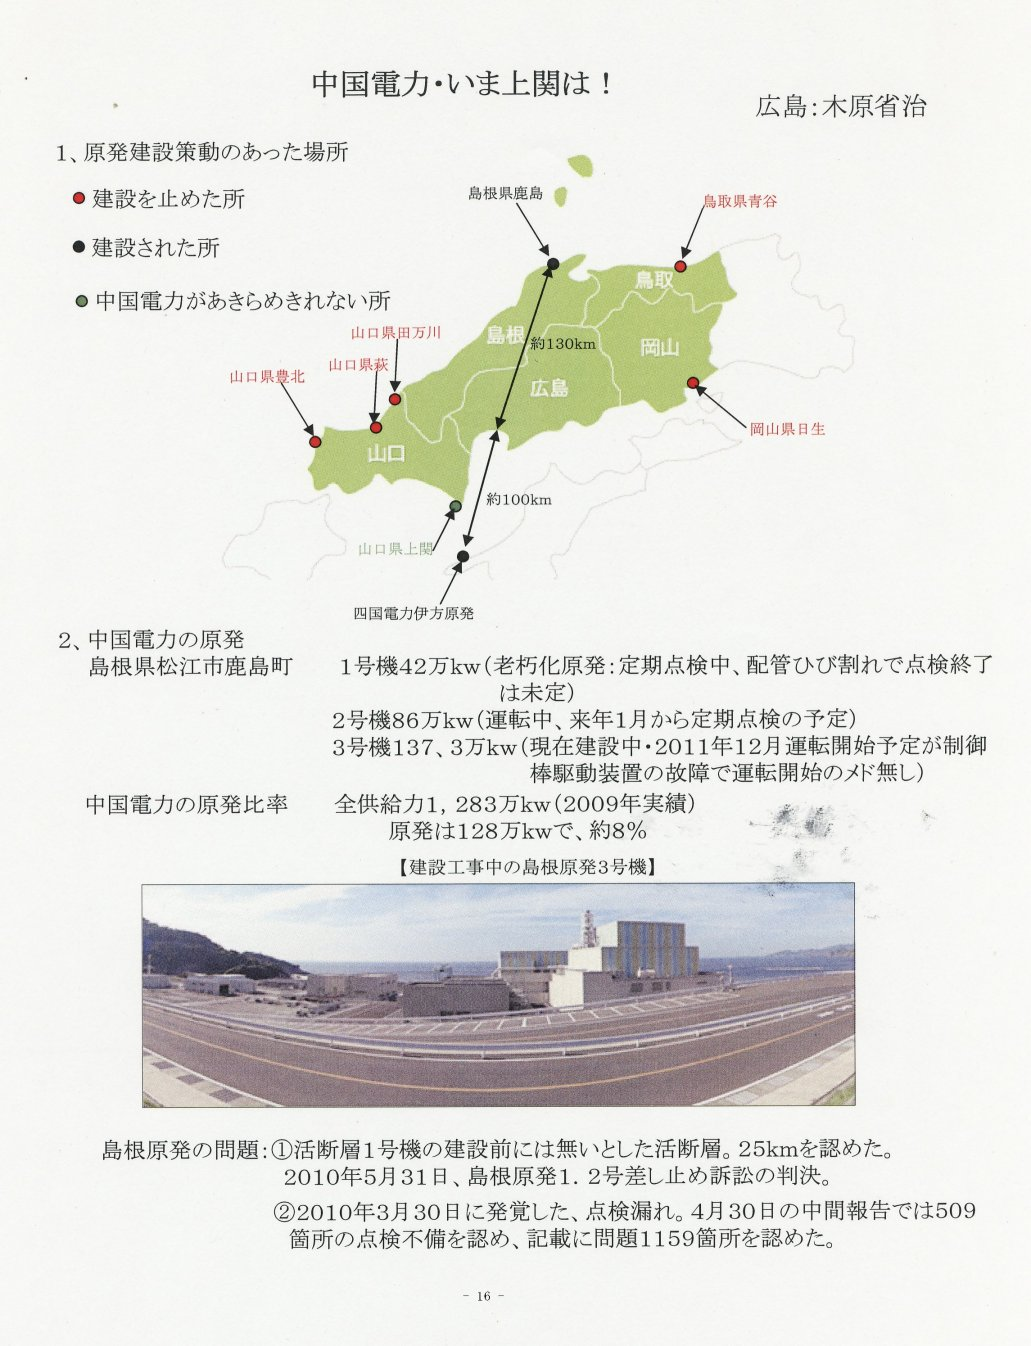 中国電力・いま上関は！
広島：木原省治
１、原発建設策動のあった場所
建設を止めた所
建設された所
中国電力があきらめきれない所
島根県鹿島
鳥取県青谷
鳥取
島根
約130km
岡山
広島
山口県田万川
山口県萩
山口県豊北
岡山県日生
山口
約100km
山口県上関
四国電力伊方原発
２、中国電力の原発
島根県松江市鹿島町　　１号機42万kw（老朽化原発：定期点検中、配管ひび割れで点検終了
は未定）
２号機86万kw（運転中、来年１月から定期点検の予定）
３号機137、3万kw（現在建設中・2011年12月運転開始予定が制御
棒駆動装置の故障で運転開始のメド無し）
中国電力の原発比率　　全供給力1，283万kw（2009年実績）
原発は128万kwで、約8％
【建設工事中の島根原発3号機】
島根原発の問題：①活断層１号機の建設前には無いとした活断層。25kmを認めた。
2010年5月31日、島根原発1．2号差し止め訴訟の判決。
②2010年3月30日に発覚した、点検漏れ。4月30日の中間報告では509
箇所の点検不備を認め、記載に問題1159箇所を認めた。
- 16 -